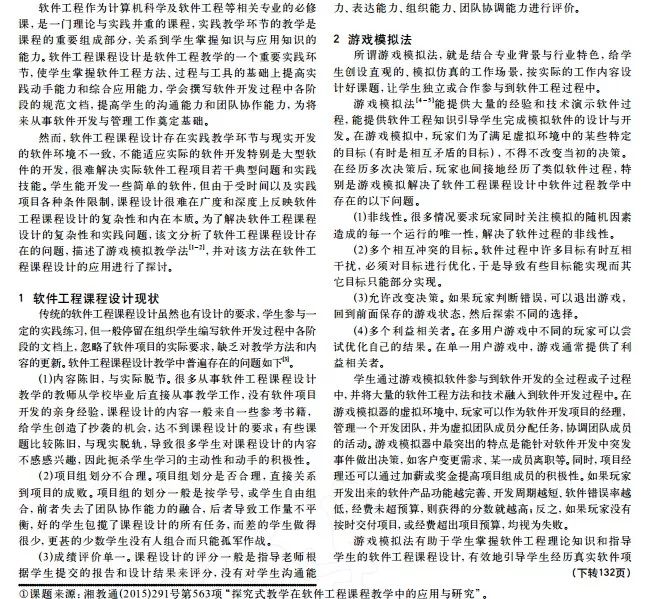 软件工程作为计算机科学及软件工程等相关专业的必修
课，是一门理论与实践并重的课程，实践教学环节的教学是
课程的重要组成部分，关系到学生掌握知识与应用知识的
能力。软件工程课程设计是软件工程教学的一个重要实践环
节，使学生掌握软件工程方法、过程与工具的基础上提高实
践动手能力和综合应用能力，学会撰写软件开发过程中各阶
段的规范文档，提高学生的沟通能力和团队协作能力，为将
来从事软件开发与管理工作奠定基础。
然而，软件工程课程设计存在实践教学环节与现实开发
的软件环境不一致，不能适应实际的软件开发特别是大型软
件的开发，很难解决实际软件工程项目若干典型问题和实践
技能。学生能开发一些简单的软件，但由于受时间以及实践
项目各种条件限制，课程设计很难在广度和深度上反映软件
工程课程设计的复杂性和内在本质。为了解决软件工程课程
设计的复杂性和实践问题，该文分析了软件工程课程设计存
在的问题，描述了游戏模拟教学法[1-2]，并对该方法在软件工
程课程设计的应用进行了探讨。
1 软件工程课程设计现状
传统的软件工程课程设计虽然也有设计的要求，学生参与一
定的实践练习，但一般停留在组织学生编写软件开发过程中各阶
段的文档上，忽略了软件项目的实际要求，缺乏对教学方法和内
容的更新。软件工程课程设计教学中普遍存在的问题如下[3]。
(1)内容陈旧，与实际脱节。很多从事软件工程课程设计
教学的教师从学校毕业后直接从事教学工作，没有软件项目
开发的亲身经验，课程设计的内容一般来自一些参考书籍，
给学生创造了抄袭的机会，达不到课程设计的要求；有些课
题比较陈旧，与现实脱轨，导致很多学生对课程设计的内容
不感感兴趣，因此扼杀学生学习的主动性和动手的积极性。
(2)项目组划分不合理。项目组划分是否合理，直接关系
到项目的成败。项目组的划分一般是按学号，或学生自由组
合，前者失去了团队协作能力的融合，后者导致工作量不平
衡，好的学生包揽了课程设计的所有任务，而差的学生做得
很少，更甚的少数学生没有人组合而只能孤军作战。
(3)成绩评价单一。课程设计的评分一般是指导老师根
据学生提交的报告和设计结果来评分，没有对学生沟通能
力、表达能力、组织能力、团队协调能力进行评价。
2 游戏模拟法
所谓游戏模拟法，就是结合专业背景与行业特色，给学
生创设直观的、模拟仿真的工作场景，按实际的工作内容设
计好课题，让学生独立或合作参与到软件工程过程中。
游戏模拟法[4-5]能提供大量的经验和技术演示软件过
程，能提供软件工程知识引导学生完成模拟软件的设计与开
发。在游戏模拟中，玩家们为了满足虚拟环境中的某些特定
的目标(有时是相互矛盾的目标)，不得不改变当初的决策。
在经历多次决策后，玩家也间接地经历了类似软件过程，特
别是游戏模拟解决了软件工程课程设计中软件过程教学中
存在的以下问题。
(1)非线性。很多情况要求玩家同时关注模拟的随机因素
造成的每一个运行的唯一性，解决了软件过程的非线性。
(2)多个相互冲突的目标。软件过程中许多目标有时互相
干扰，必须对目标进行优化，于是导致有些目标能实现而其
它目标只能部分实现。
(3)允许改变决策。如果玩家判断错误，可以退出游戏，
回到前面保存的游戏状态，然后探索不同的选择。
(4)多个利益相关者。在多用户游戏中不同的玩家可以尝
试优化自己的结果。在单一用户游戏中，游戏通常提供了利
益相关者。
学生通过游戏模拟软件参与到软件开发的全过程或子过程
中，并将大量的软件工程方法和技术融入到软件开发过程中。在
游戏模拟器的虚拟环境中，玩家可以作为软件开发项目的经理，
管理一个开发团队，并为虚拟团队成员分配任务，协调团队成员
的活动。游戏模拟器中最突出的特点是能针对软件开发中突发
事件做出决策，如客户变更需求、某一成员离职等。同时，项目经
理还可以通过加薪或奖金提高项目组成员的积极性。如果玩家
开发出来的软件产品功能越完善、开发周期越短、软件错误率越
低，经费未超预算，则获得的分数就越高；反之，如果玩家没有
按时交付项目，或经费超出项目预算，均视为失败。
游戏模拟法有助于学生掌握软件工程理论知识和指导
学生的软件工程课程设计，有效地引导学生经历真实软件项
(下转132页)
①课题来源：湘教通(2015)291号第563项“探究式教学在软件工程课程教学中的应用与研究”。